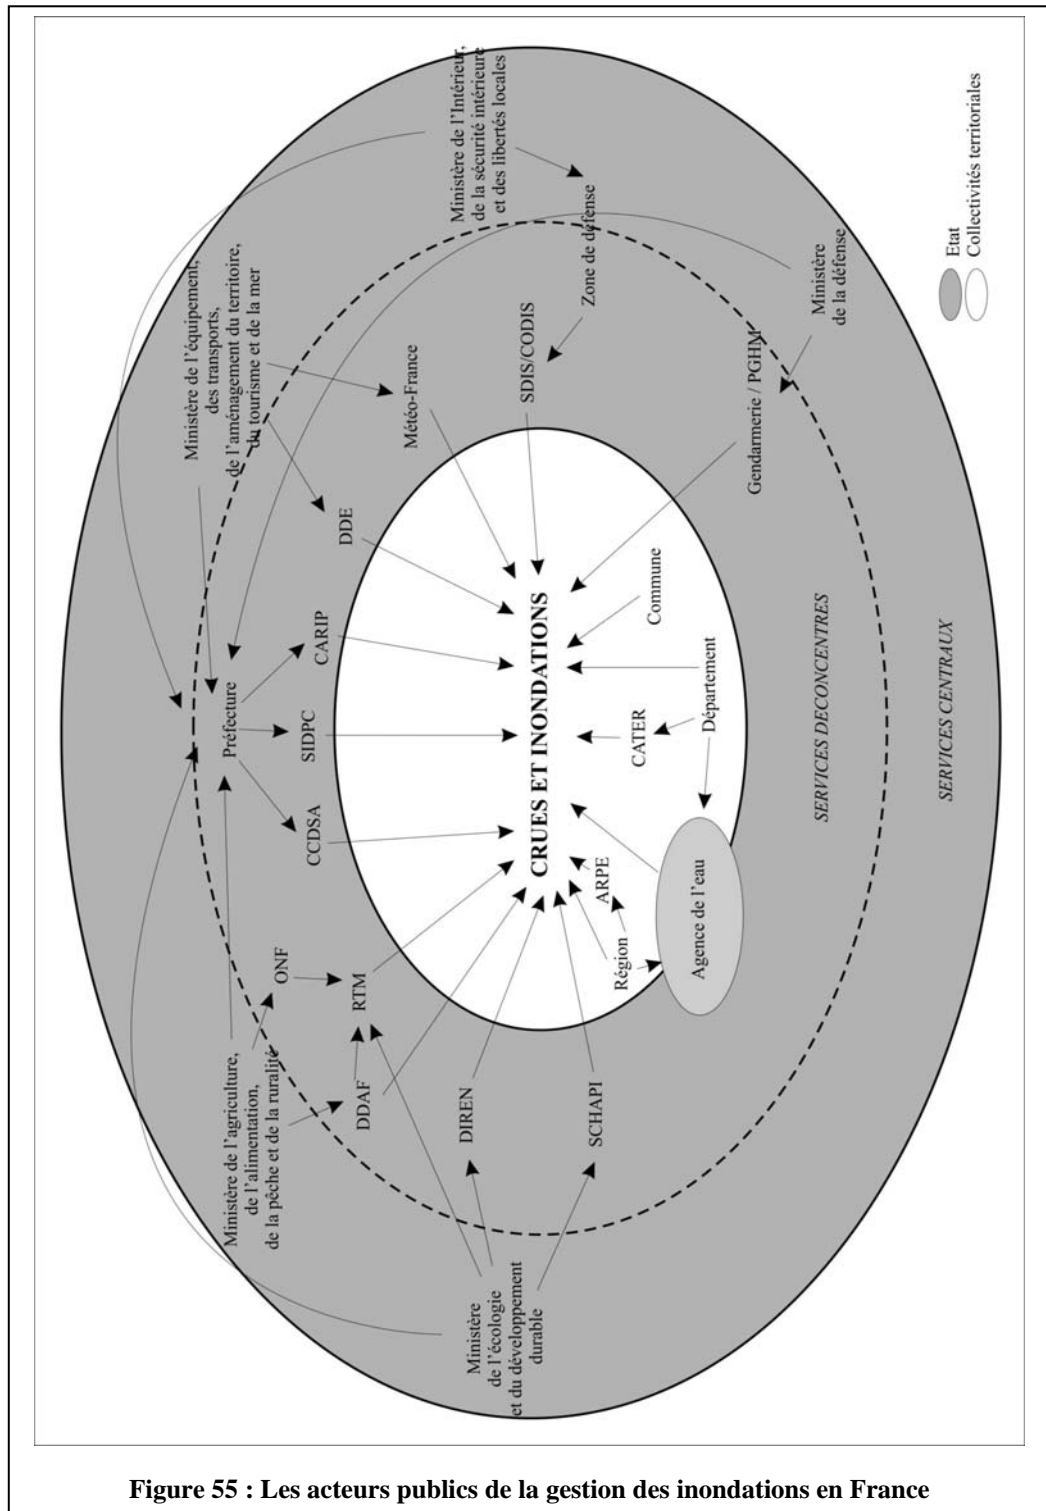 Ministère de l’Intérieur,
de la sécurité intérieure
et des libertés locales
Ministère de l’équipement,
des transports,
de l’aménagement du territoire,
du tourisme et de la mer
Zone de défense
Ministère
de la défense
Etat
Collectivités territoriales
Météo-France
SDIS/CODIS
Gendarmerie / PGHM
DDE
Préfecture
CARIP
SIDPC
CCDSA
CRUES ET INONDATIONS
Commune
Département
CATER
ARPE
Région
Agence de l’eau
SERVICES DECONCENTRES
SERVICES CENTRAUX
ONF
RTM
DDAF
DIREN
SCHAPI
Ministère de l’agriculture,
de l’alimentation,
de la pêche et de la ruralité
Ministère
de l’écologie
et du développement
durable
Figure 55 : Les acteurs publics de la gestion des inondations en France